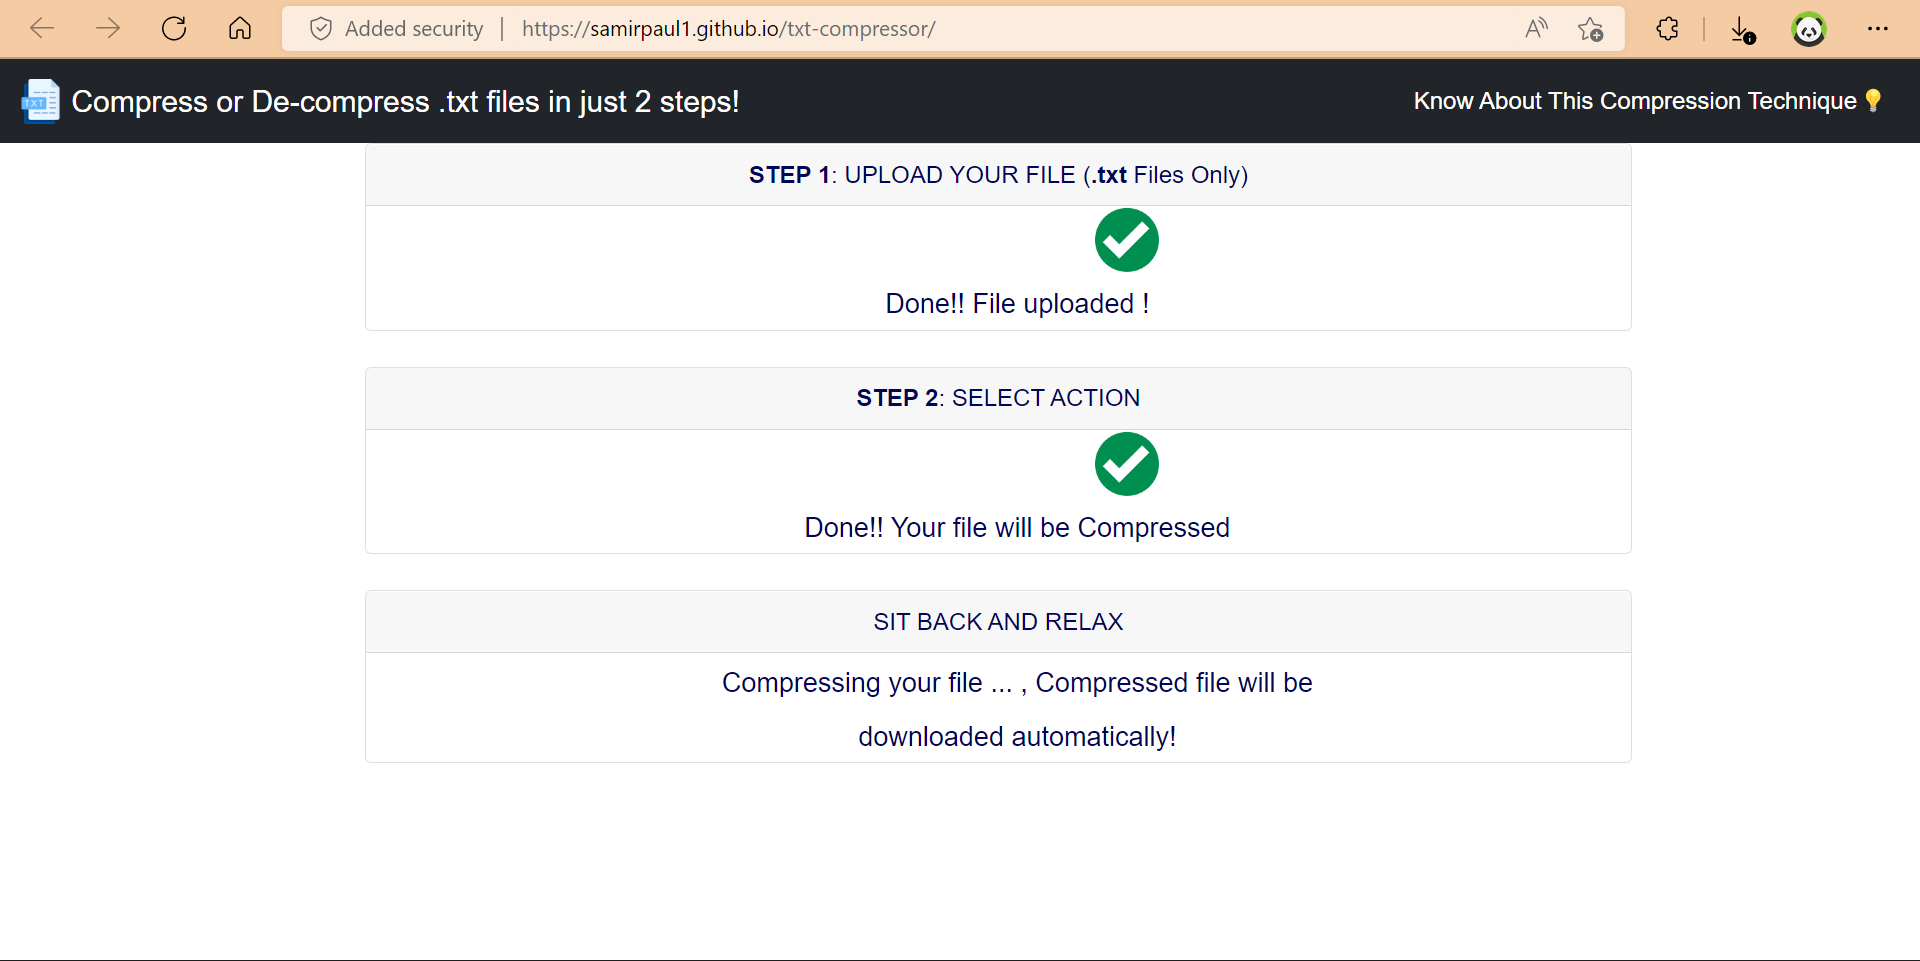 Added security
https://samirpaul1.github.io/txt-compressor/
TXT
Compress or De-compress .txt files in just 2 steps!
Know About This Compression Technique💡
STEP 1: UPLOAD YOUR FILE (.txt Files Only)
Done!! File uploaded !
STEP 2: SELECT ACTION
Done!! Your file will be Compressed
SIT BACK AND RELAX
Compressing your file ... , Compressed file will be
downloaded automatically!